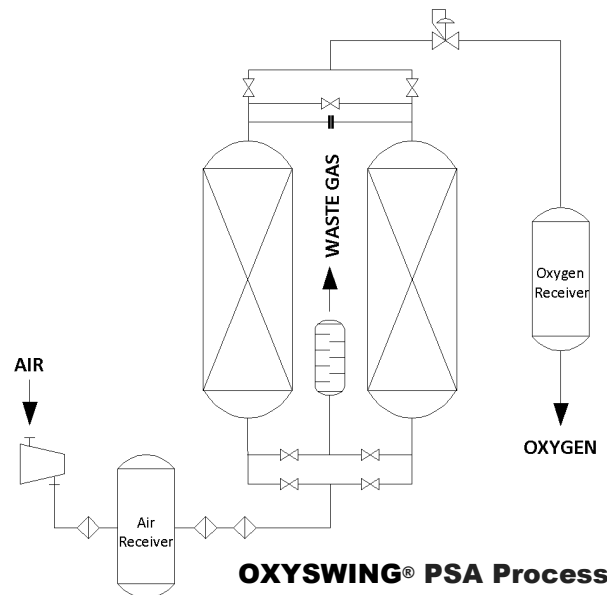 WASTE GAS
Oxygen
Receiver
AIR
OXYGEN
Air
Receiver
OXYSWING® PSA Process